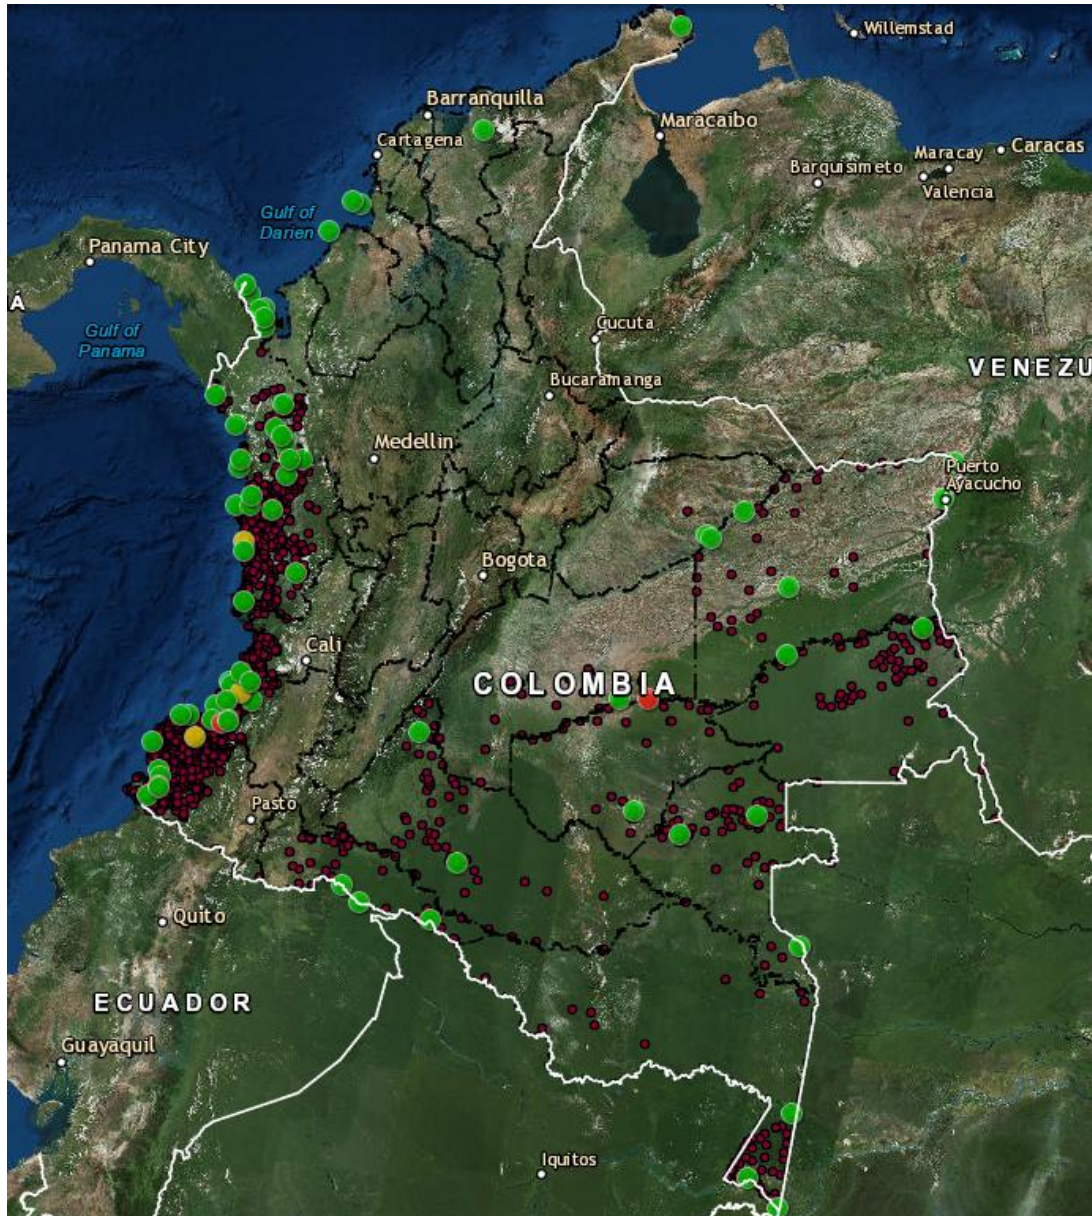 Willemstad
Barranquilla
Cartagena
Maracaibo
Caracas
Maracay
Barquisimeto
Valencia
Gulf of
Darien
Panama City
Á
Gulf of
Panama
Cucuta
VENEZU
Bucaramanga
Medellin
Puerto
Ayacucho
Bogota
Cali
COLOMBIA
Pasto
Quito
ECUADOR
Guayaquil
Iquitos